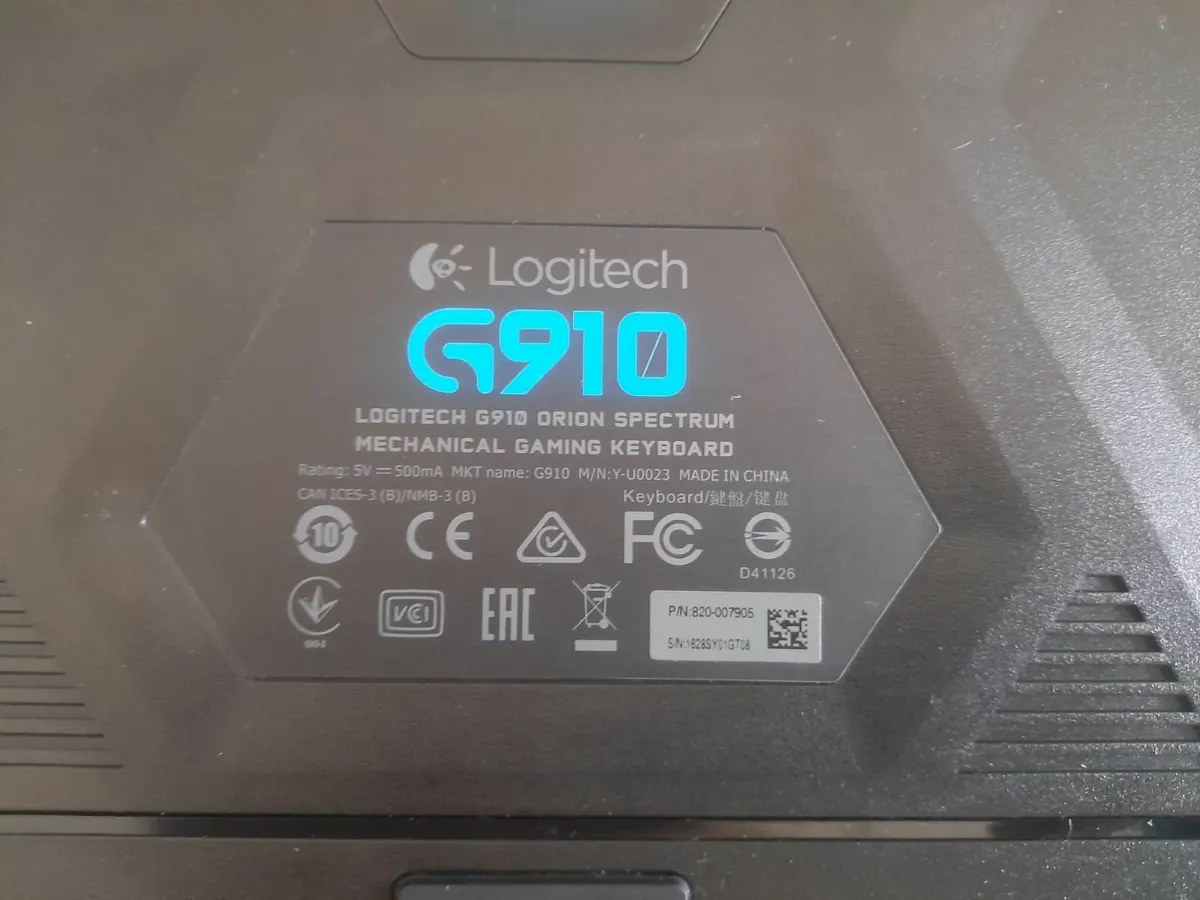 Logitech
G910
LOGITECH G910 ORION SPECTRUM
MECHANICAL GAMING KEYBOARD
Rating: 5V ⎓ 500mA MKT name: G910 M/N:Y-U0023 MADE IN CHINA
CAN ICES-3 (B)/NMB-3 (B) Keyboard/鍵盤/键盘
10 CE FC
D41126
VCI EAC
P/N:820-007905
S/N:1628SY01GT08